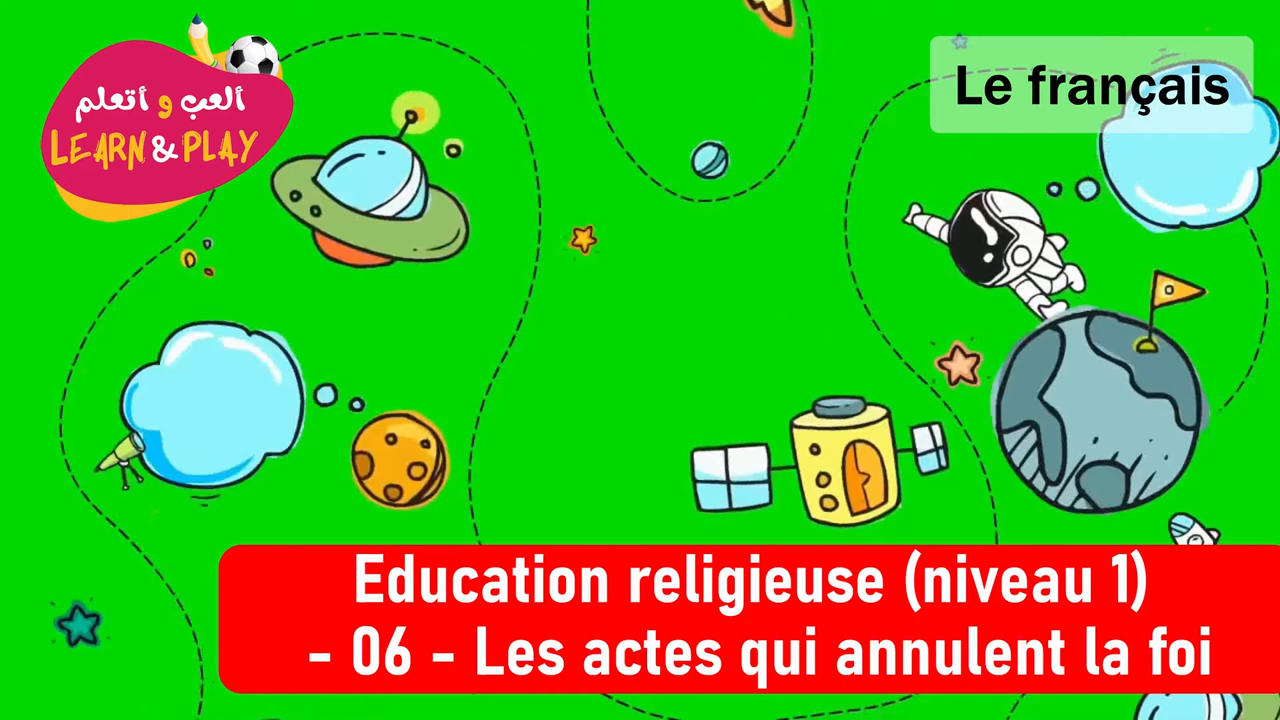 ألعب و أتعلم
LEARN & PLAY
Le français
Education religieuse (niveau 1)
- 06 - Les actes qui annulent la foi